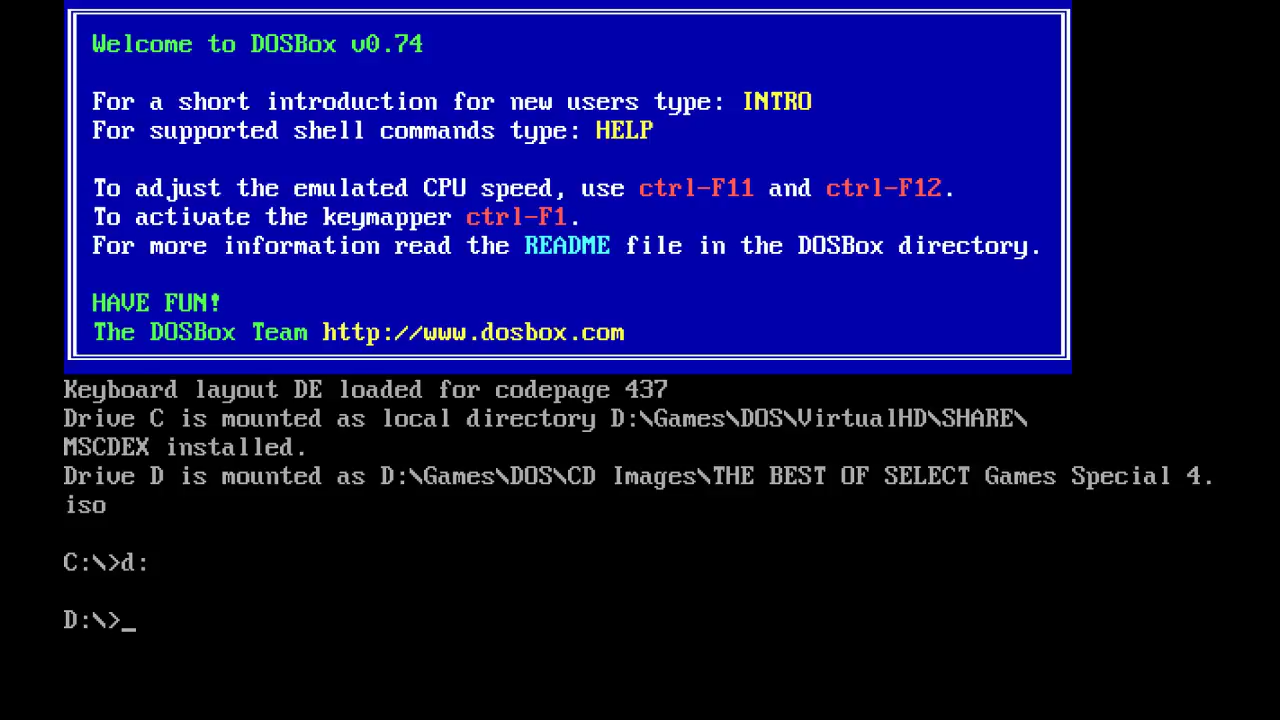 Welcome to DOSBox v0.74
For a short introduction for new users type: INTRO
For supported shell commands type: HELP
To adjust the emulated CPU speed, use ctrl-F11 and ctrl-F12.
To activate the keymapper ctrl-F1.
For more information read the README file in the DOSBox directory.
HAVE FUN!
The DOSBox Team http://www.dosbox.com
Keyboard layout DE loaded for codepage 437
Drive C is mounted as local directory D:\Games\DOS\VirtualHD\SHARE\
MSCDEX installed.
Drive D is mounted as D:\Games\DOS\CD Images\THE BEST OF SELECT Games Special 4.
iso
C:\>d:
D:\>_